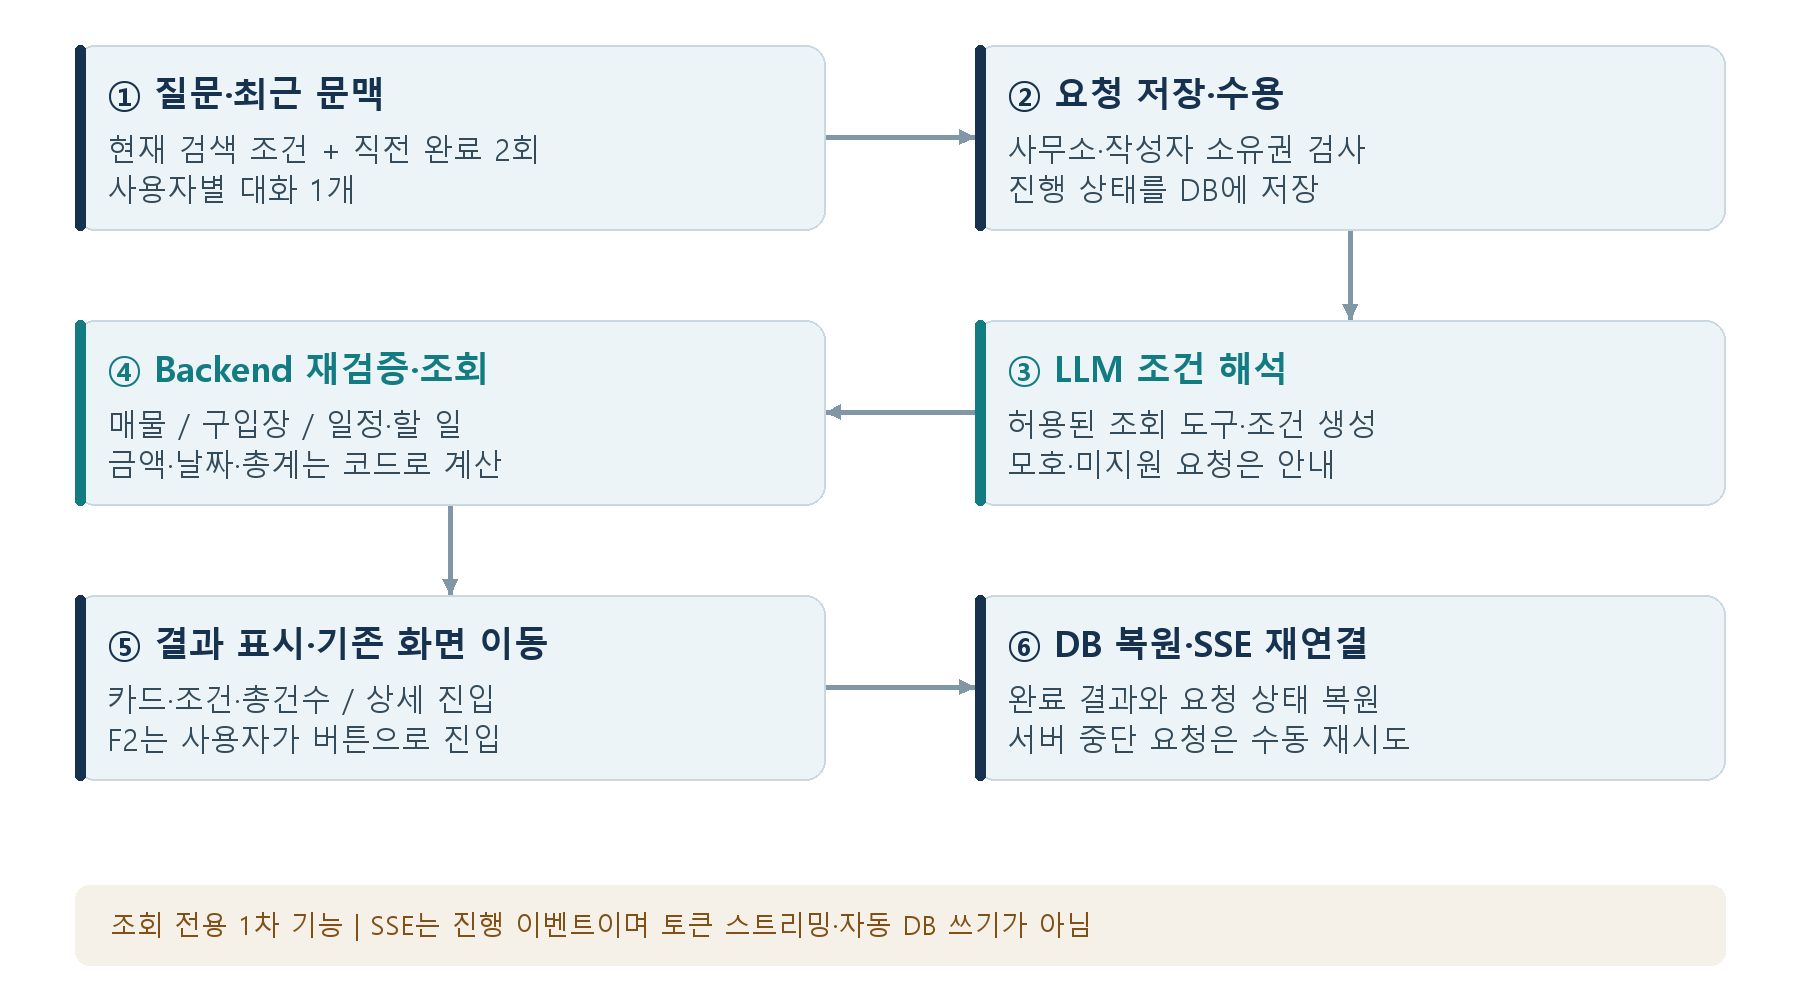 ① 질문·최근 문맥
현재 검색 조건 + 직전 완료 2회
사용자별 대화 1개
② 요청 저장·수용
사무소·작성자 소유권 검사
진행 상태를 DB에 저장
③ LLM 조건 해석
허용된 조회 도구·조건 생성
모호·미지원 요청은 안내
④ Backend 재검증·조회
매물 / 구입장 / 일정·할 일
금액·날짜·총계는 코드로 계산
⑤ 결과 표시·기존 화면 이동
카드·조건·총건수 / 상세 진입
F2는 사용자가 버튼으로 진입
⑥ DB 복원·SSE 재연결
완료 결과와 요청 상태 복원
서버 중단 요청은 수동 재시도
조회 전용 1차 기능 | SSE는 진행 이벤트이며 토큰 스트리밍·자동 DB 쓰기가 아님